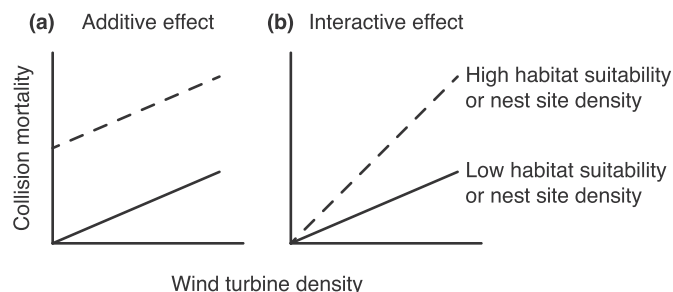 (a) Additive effect
(b) Interactive effect
Collision mortality
High habitat suitability
or nest site density
Low habitat suitability
or nest site density
Wind turbine density